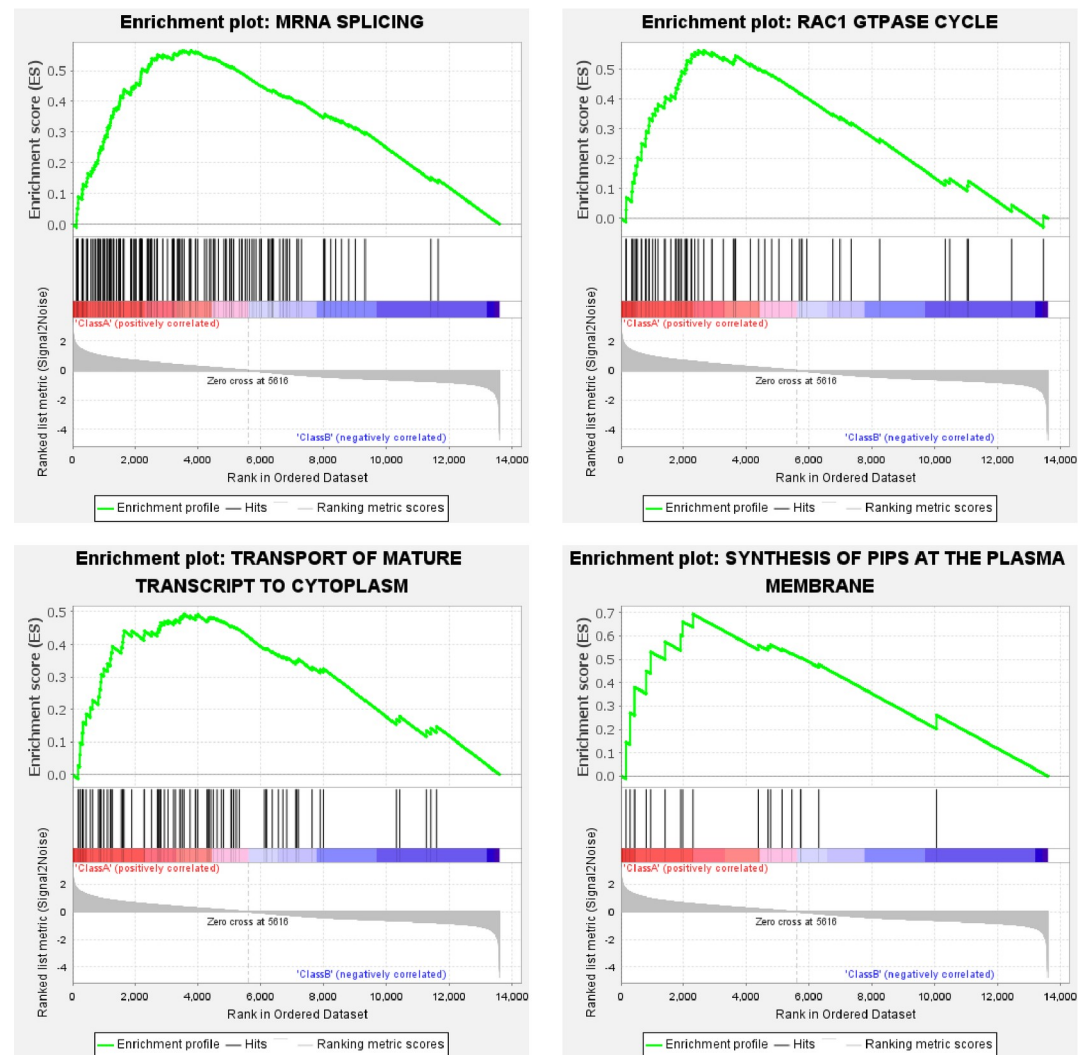 Enrichment plot: MRNA SPLICING
Enrichment score (ES)
0.5
0.4
0.3
0.2
0.1
0.0
'ClassA' (positively correlated)
Ranked list metric (Signal2Noise)
2
0
-2
-4
Zero cross at 5616
'ClassB' (negatively correlated)
0 2,000 4,000 6,000 8,000 10,000 12,000 14,000
Rank in Ordered Dataset
Enrichment profile Hits Ranking metric scores
Enrichment plot: RAC1 GTPASE CYCLE
Enrichment score (ES)
0.5
0.4
0.3
0.2
0.1
0.0
'ClassA' (positively correlated)
Ranked list metric (Signal2Noise)
2
0
-2
-4
Zero cross at 5616
'ClassB' (negatively correlated)
0 2,000 4,000 6,000 8,000 10,000 12,000 14,000
Rank in Ordered Dataset
Enrichment profile Hits Ranking metric scores
Enrichment plot: TRANSPORT OF MATURE
TRANSCRIPT TO CYTOPLASM
Enrichment score (ES)
0.5
0.4
0.3
0.2
0.1
0.0
'ClassA' (positively correlated)
Ranked list metric (Signal2Noise)
2
0
-2
-4
Zero cross at 5616
'ClassB' (negatively correlated)
0 2,000 4,000 6,000 8,000 10,000 12,000 14,000
Rank in Ordered Dataset
Enrichment profile Hits Ranking metric scores
Enrichment plot: SYNTHESIS OF PIPS AT THE PLASMA
MEMBRANE
Enrichment score (ES)
0.7
0.6
0.5
0.4
0.3
0.2
0.1
0.0
'ClassA' (positively correlated)
Ranked list metric (Signal2Noise)
2
0
-2
-4
Zero cross at 5616
'ClassB' (negatively correlated)
0 2,000 4,000 6,000 8,000 10,000 12,000 14,000
Rank in Ordered Dataset
Enrichment profile Hits Ranking metric scores